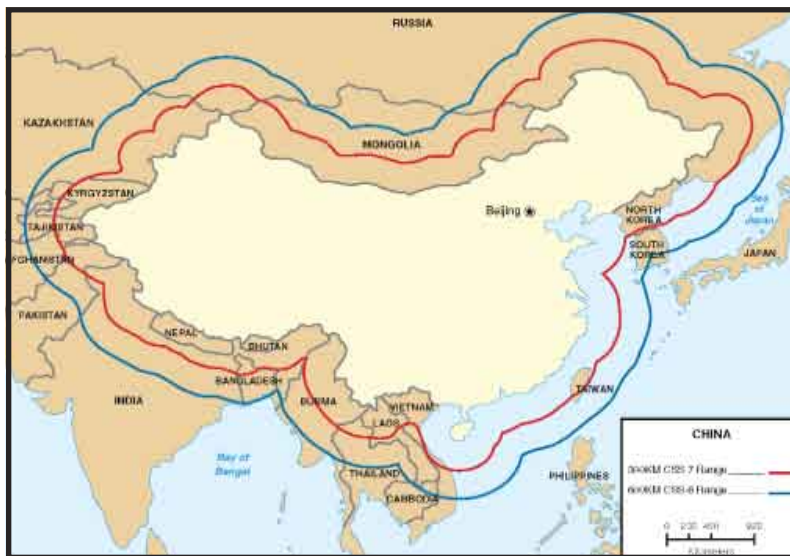 RUSSIA
KAZAKHSTAN
MONGOLIA
KYRGYZSTAN
Beijing
NORTH
KOREA
Sea
of
Japan
TAJIKISTAN
SOUTH
KOREA
JAPAN
AFGHANISTAN
PAKISTAN
NEPAL
BHUTAN
BANGLADESH
INDIA
BURMA
VIETNAM
TAIWAN
LAOS
CHINA
Bay of
Bengal
THAILAND
PHILIPPINES
CSS-7 Range
600KM CSS-6 Range
CAMBODIA
0 200 400
Kilometers